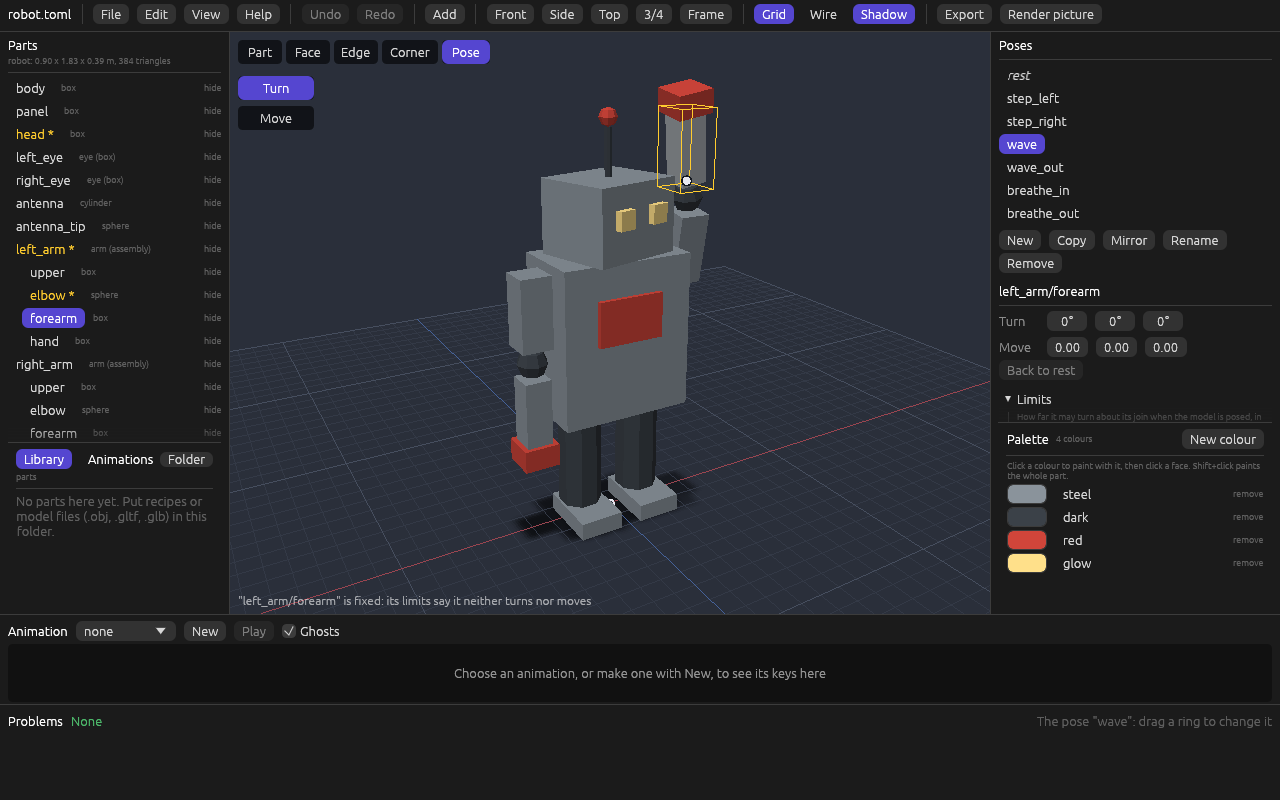 robot.toml File Edit View Help Undo Redo Add Front Side Top 3/4 Frame Grid Wire Shadow Export Render picture
Parts
robot: 0.90 x 1.83 x 0.39 m, 384 triangles
body box hide
panel box hide
head * box hide
left_eye eye (box) hide
right_eye eye (box) hide
antenna cylinder hide
antenna_tip sphere hide
left_arm * arm (assembly) hide
upper box hide
elbow * sphere hide
forearm box hide
hand box hide
right_arm arm (assembly) hide
upper box hide
elbow sphere hide
forearm box hide
Library Animations Folder
parts
No parts here yet. Put recipes or
model files (.obj, .gltf, .glb) in this
folder.
Part Face Edge Corner Pose
Turn
Move
"left_arm/forearm" is fixed: its limits say it neither turns nor moves
Poses
rest
step_left
step_right
wave
wave_out
breathe_in
breathe_out
New Copy Mirror Rename
Remove
left_arm/forearm
Turn 0° 0° 0°
Move 0.00 0.00 0.00
Back to rest
▼ Limits
How far it may turn about its join when the model is posed, in
Palette 4 colours New colour
Click a colour to paint with it, then click a face. Shift+click paints
the whole part.
steel remove
dark remove
red remove
glow remove
Animation none New Play Ghosts
Choose an animation, or make one with New, to see its keys here
Problems None The pose "wave": drag a ring to change it